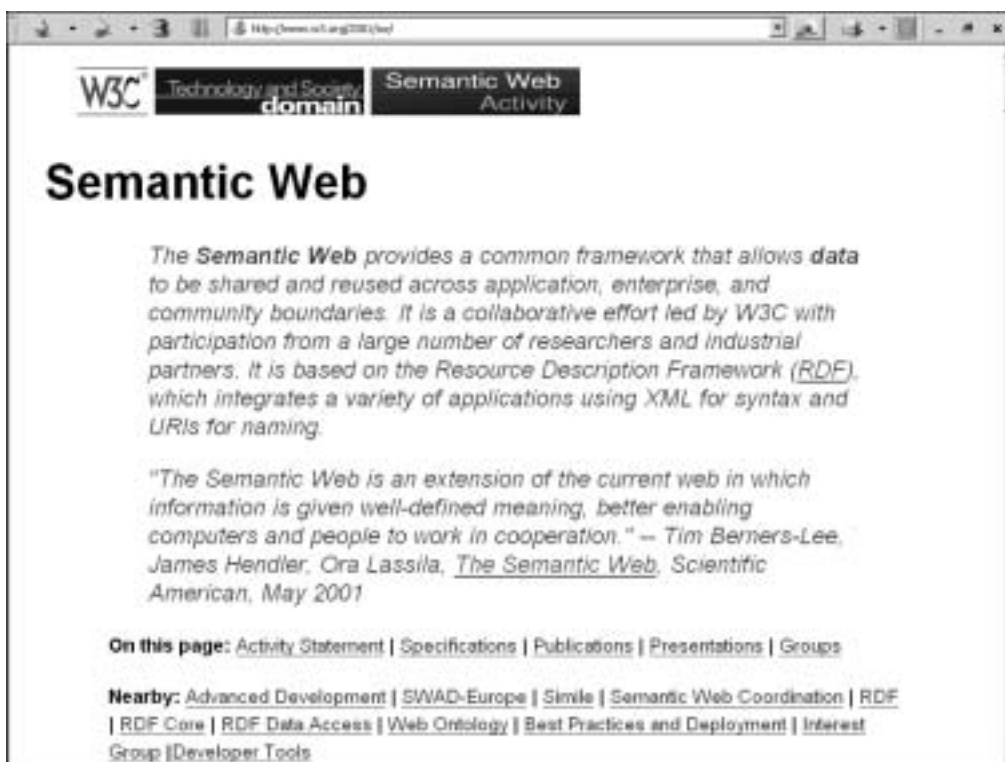 http://www.w3.org/2001/sw/
W3C® Technology and Society domain Semantic Web Activity
Semantic Web
The Semantic Web provides a common framework that allows data
to be shared and reused across application, enterprise, and
community boundaries. It is a collaborative effort led by W3C with
participation from a large number of researchers and industrial
partners. It is based on the Resource Description Framework (RDF),
which integrates a variety of applications using XML for syntax and
URIs for naming.
"The Semantic Web is an extension of the current web in which
information is given well-defined meaning, better enabling
computers and people to work in cooperation." -- Tim Berners-Lee,
James Hendler, Ora Lassila, The Semantic Web, Scientific
American, May 2001
On this page: Activity Statement | Specifications | Publications | Presentations | Groups
Nearby: Advanced Development | SWAD-Europe | Simile | Semantic Web Coordination | RDF
| RDF Core | RDF Data Access | Web Ontology | Best Practices and Deployment | Interest
Group |Developer Tools